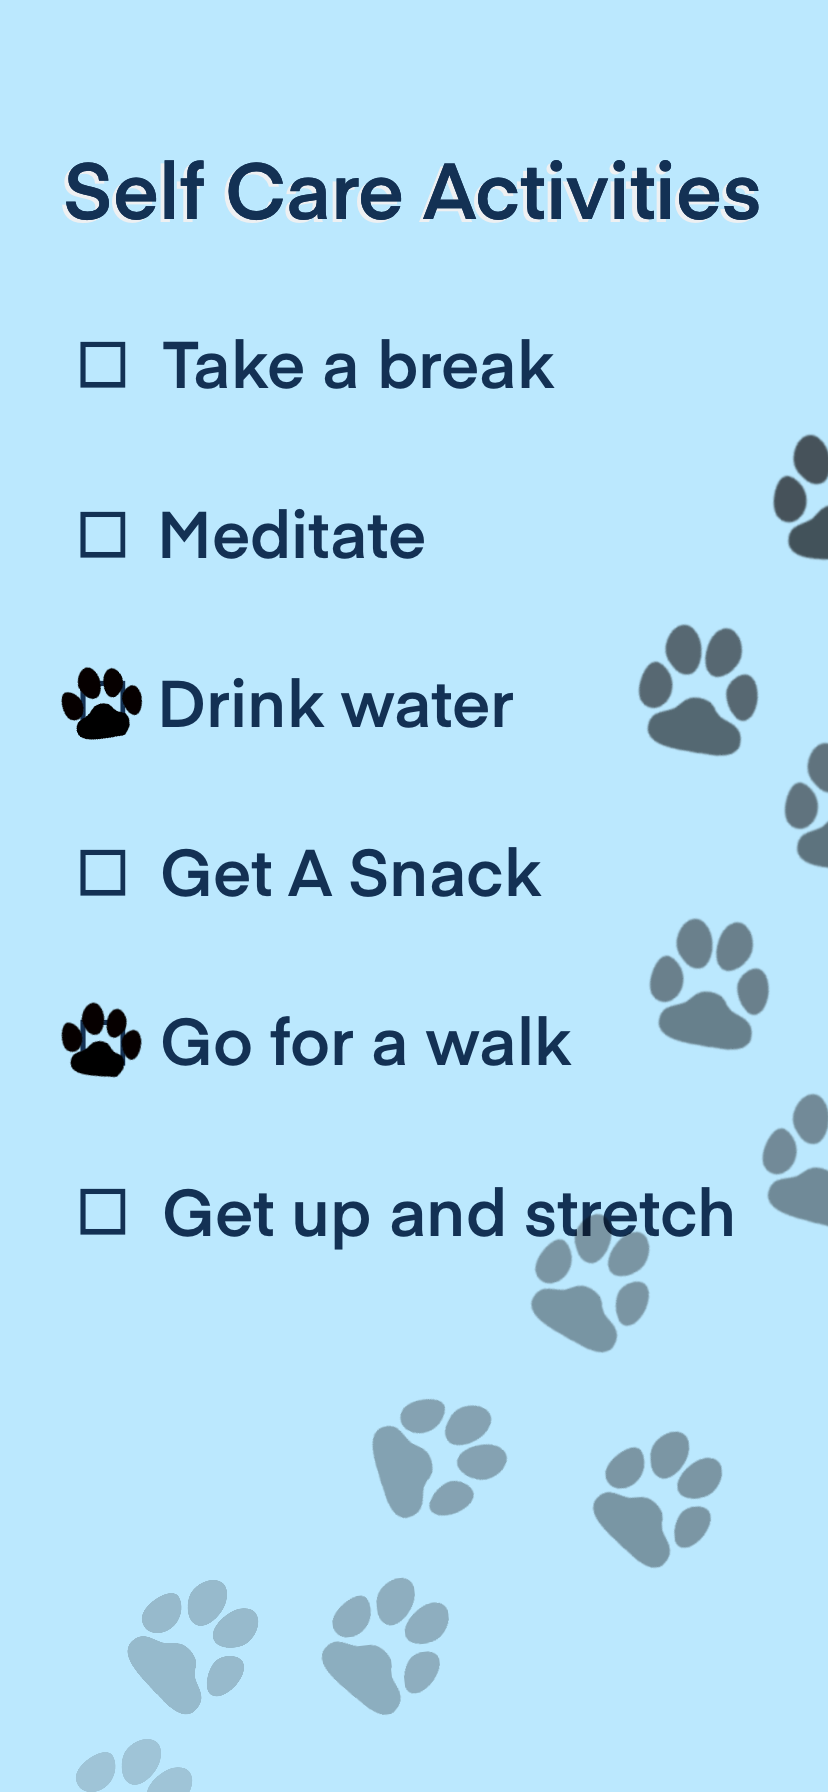 Self Care Activities
Take a break
Meditate
Drink water
Get A Snack
Go for a walk
Get up and stretch